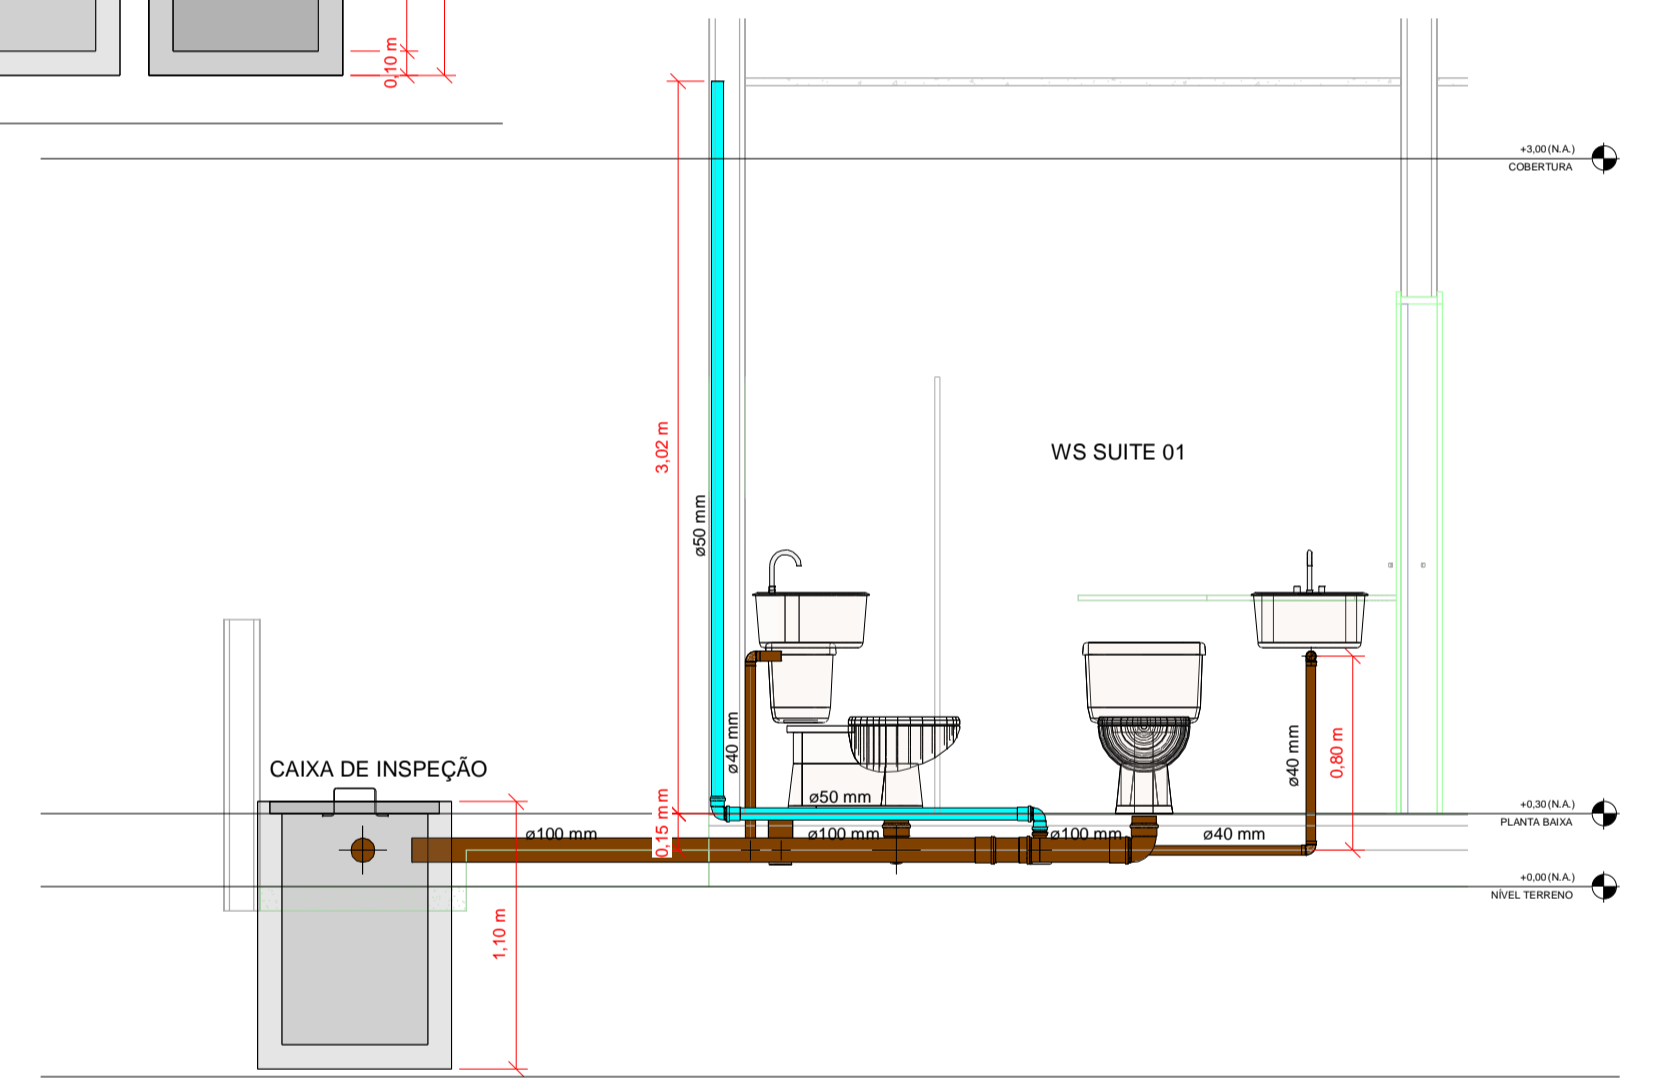 0,10 m
+3,00 (N.A.)
COBERTURA
3,02 m
WS SUITE 01
ø50 mm
ø40 mm
ø40 mm
0,80 m
CAIXA DE INSPEÇÃO
ø50 mm
+0,30 (N.A.)
PLANTA BAIXA
0,15 mm
ø100 mm
ø100 mm
ø100 mm
ø40 mm
+0,00 (N.A.)
NÍVEL TERRENO
1,10 m